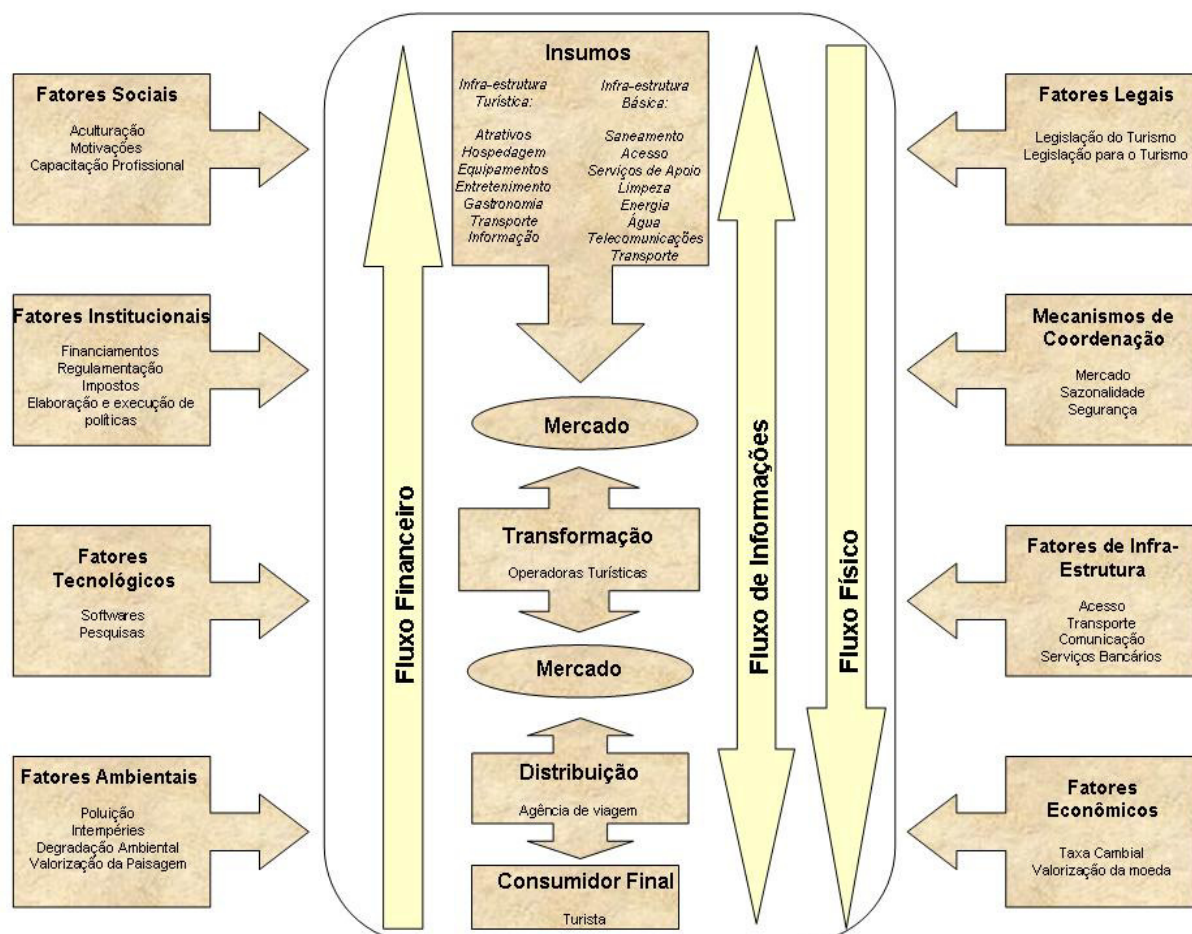 Fatores Sociais
Aculturação
Motivações
Capacitação Profissional
Fatores Institucionais
Financiamentos
Regulamentação
Impostos
Elaboração e execução de
políticas
Fatores
Tecnológicos
Softwares
Pesquisas
Fatores Ambientais
Poluição
Intempéries
Degradação Ambiental
Valorização da Paisagem
Fluxo Financeiro
Insumos
Infra-estrutura
Turística:
Atrativos
Hospedagem
Equipamentos
Entretenimento
Gastronomia
Transporte
Informação
Infra-estrutura
Básica:
Saneamento
Acesso
Serviços de Apoio
Limpeza
Energia
Água
Telecomunicações
Transporte
Mercado
Transformação
Operadoras Turísticas
Mercado
Distribuição
Agência de viagem
Consumidor Final
Turista
Fluxo de Informações
Fluxo Físico
Fatores Legais
Legislação do Turismo
Legislação para o Turismo
Mecanismos de
Coordenação
Mercado
Sazonalidade
Segurança
Fatores de Infra-
Estrutura
Acesso
Transporte
Comunicação
Serviços Bancários
Fatores
Econômicos
Taxa Cambial
Valorização da moeda